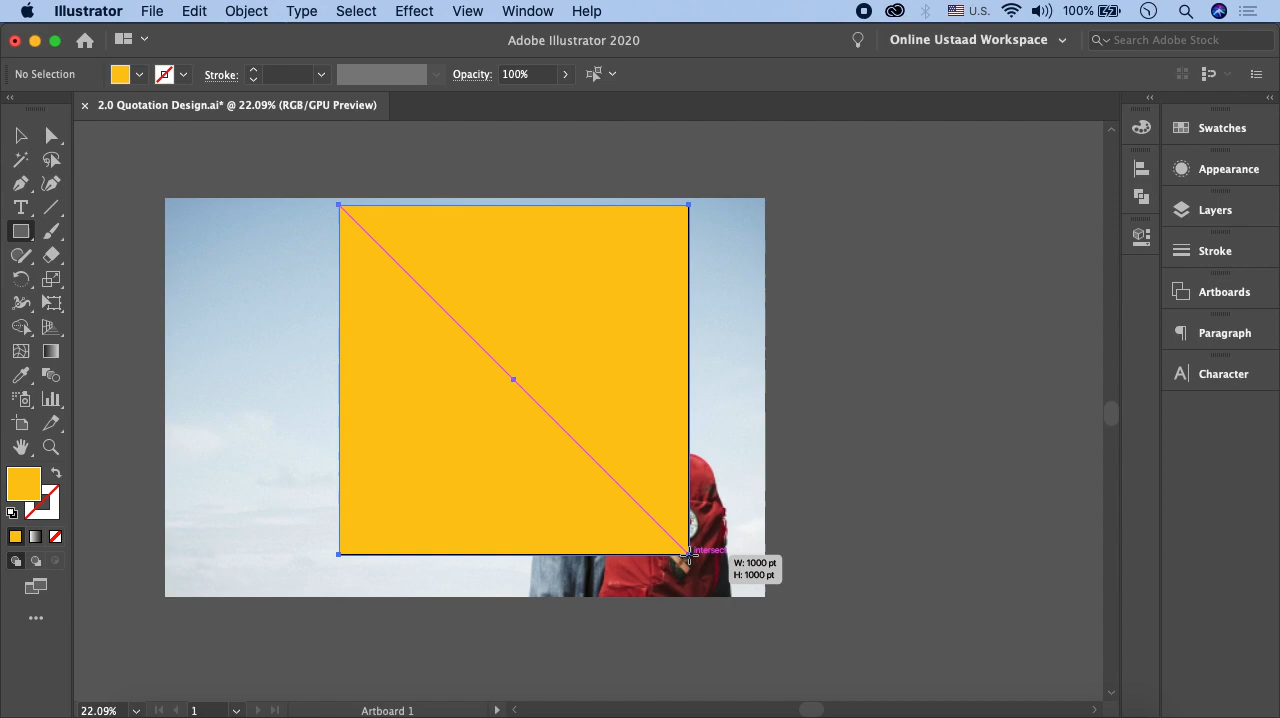 Illustrator File Edit Object Type Select Effect View Window Help U.S. 100%
Adobe Illustrator 2020 Online Ustaad Workspace Search Adobe Stock
No Selection Stroke: Opacity: 100%
× 2.0 Quotation Design.ai* @ 22.09% (RGB/GPU Preview)
Swatches
Appearance
Layers
Stroke
Artboards
Paragraph
Character
intersect
W: 1000 pt
H: 1000 pt
22.09% 1 Artboard 1